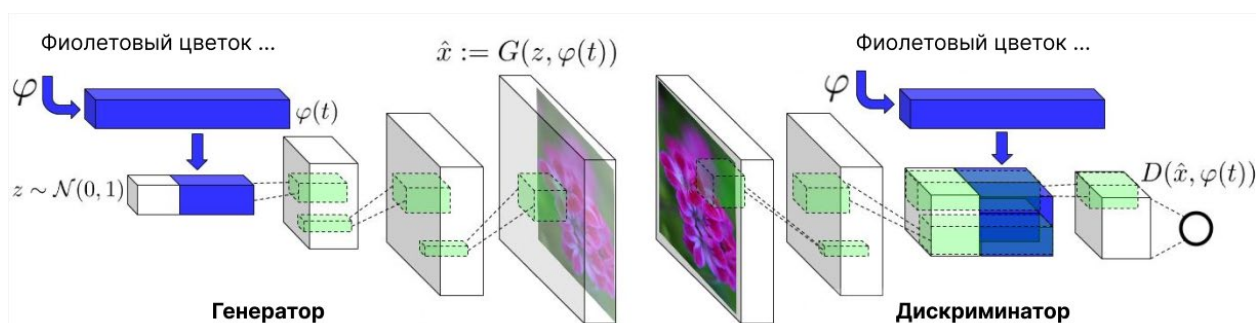 Фиолетовый цветок ...
φ
φ(t)
z ∼ 𝒩(0, 1)
x̂ := G(z, φ(t))
Генератор
Фиолетовый цветок ...
φ
D(x̂, φ(t))
Дискриминатор